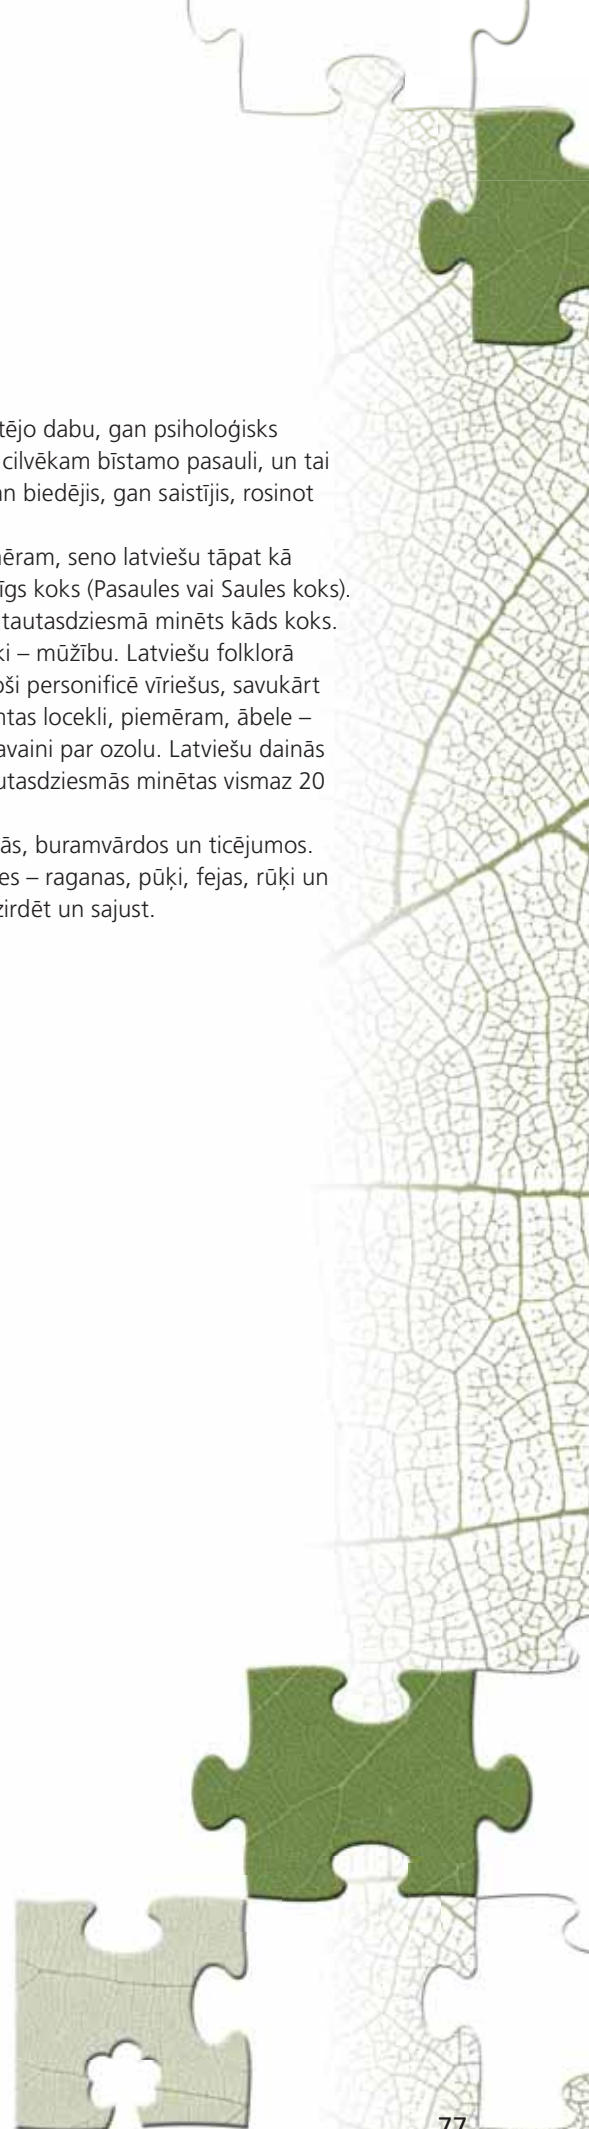 tējo dabu, gan psiholoģisks
cilvēkam bīstamo pasauli, un tai
an biedējis, gan saistījis, rosinot
ēram, seno latviešu tāpat kā
īgs koks (Pasaules vai Saules koks).
tautasdziesmā minēts kāds koks.
ki – mūžību. Latviešu folklorā
oši personificē vīriešus, savukārt
ntas locekli, piemēram, ābele –
avaini par ozolu. Latviešu dainās
utasdziesmās minētas vismaz 20
ās, buramvārdos un ticējumos.
es – raganas, pūķi, fejas, rūķi un
zirdēt un sajust.
77